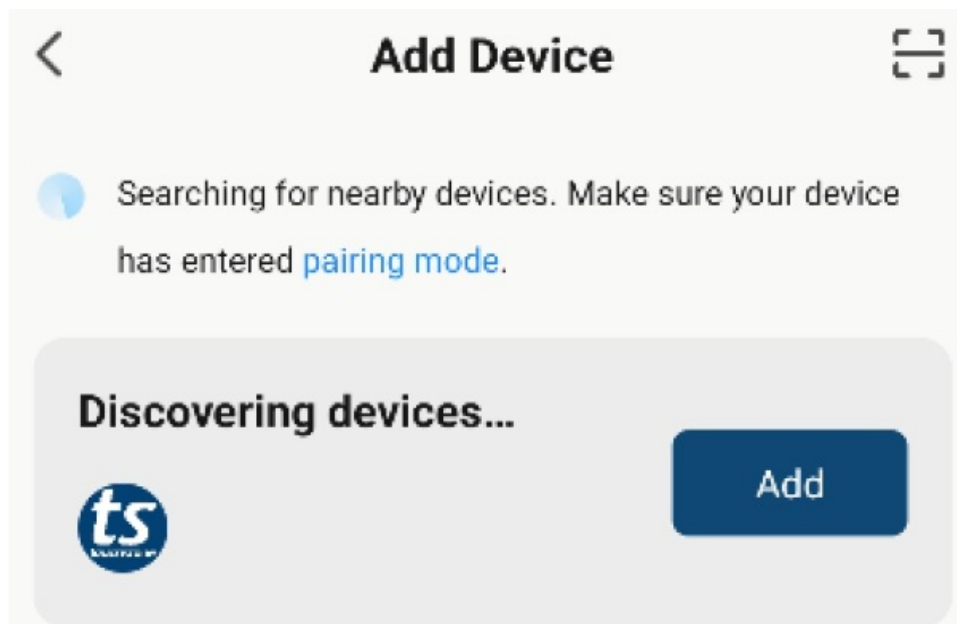 Add Device
Searching for nearby devices. Make sure your device
has entered pairing mode.
Discovering devices...
Add
ts